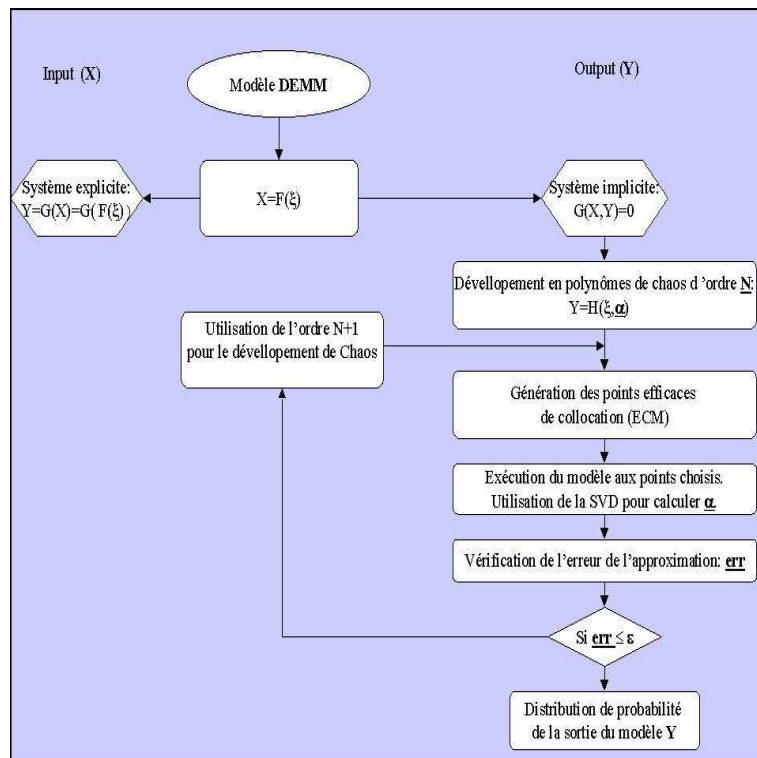 Input (X)
Modèle DEMM
Output (Y)
Système explicite:
Y=G(X)=G( F(ξ) )
X=F(ξ)
Système implicite:
G(X,Y)=0
Dévellopement en polynômes de chaos d 'ordre N:
Y=H(ξ,α)
Utilisation de l'ordre N+1
pour le dévellopement de Chaos
Génération des points efficaces
de collocation (ECM)
Exécution du modèle aux points choisis.
Utilisation de la SVD pour calculer α.
Vérification de l'erreur de l'approximation: err
Si err ≤ ε
Distribution de probabilité
de la sortie du modèle Y